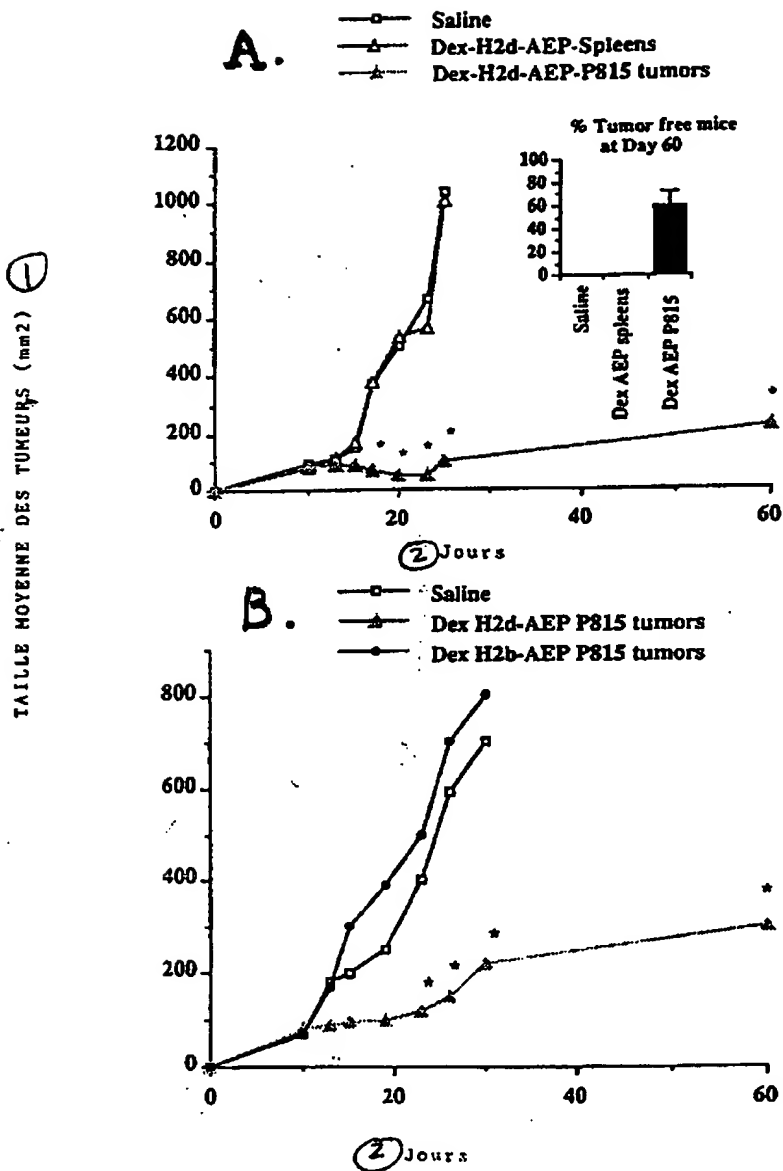 A.
Saline
Dex-H2d-AEP-Spleens
Dex-H2d-AEP-P815 tumors
TAILLE MOYENNE DES TUMEURS (mm2) 1
1200
1000
800
600
400
200
0
0 20 40 60
2 Jours
% Tumor free mice
at Day 60
100
80
60
40
20
0
Saline
Dex AEP spleens
Dex AEP P815
B.
Saline
Dex H2d-AEP P815 tumors
Dex H2b-AEP P815 tumors
800
600
400
200
0
0 20 40 60
2 Jours